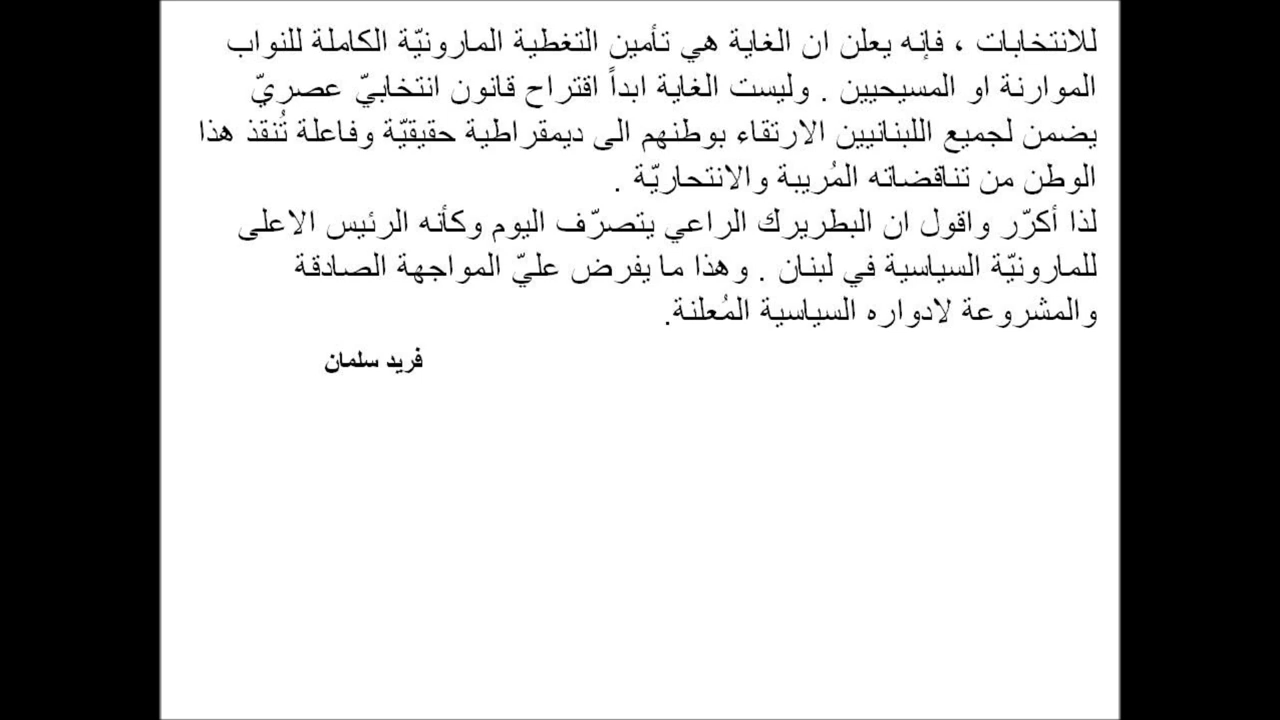 للانتخابات ، فإنه يعلن ان الغاية هي تأمين التغطية المارونيّة الكاملة للنواب
الموارنة او المسيحيين . وليست الغاية ابداً اقتراح قانون انتخابيّ عصريّ
يضمن لجميع اللبنانيين الارتقاء بوطنهم الى ديمقراطية حقيقيّة وفاعلة تُنقذ هذا
الوطن من تناقضاته المُريبة والانتحاريّة .
لذا أكرّر واقول ان البطريرك الراعي يتصرّف اليوم وكأنه الرئيس الاعلى
للمارونيّة السياسية في لبنان . وهذا ما يفرض عليّ المواجهة الصادقة
والمشروعة لادواره السياسية المُعلنة.
فريد سلمان